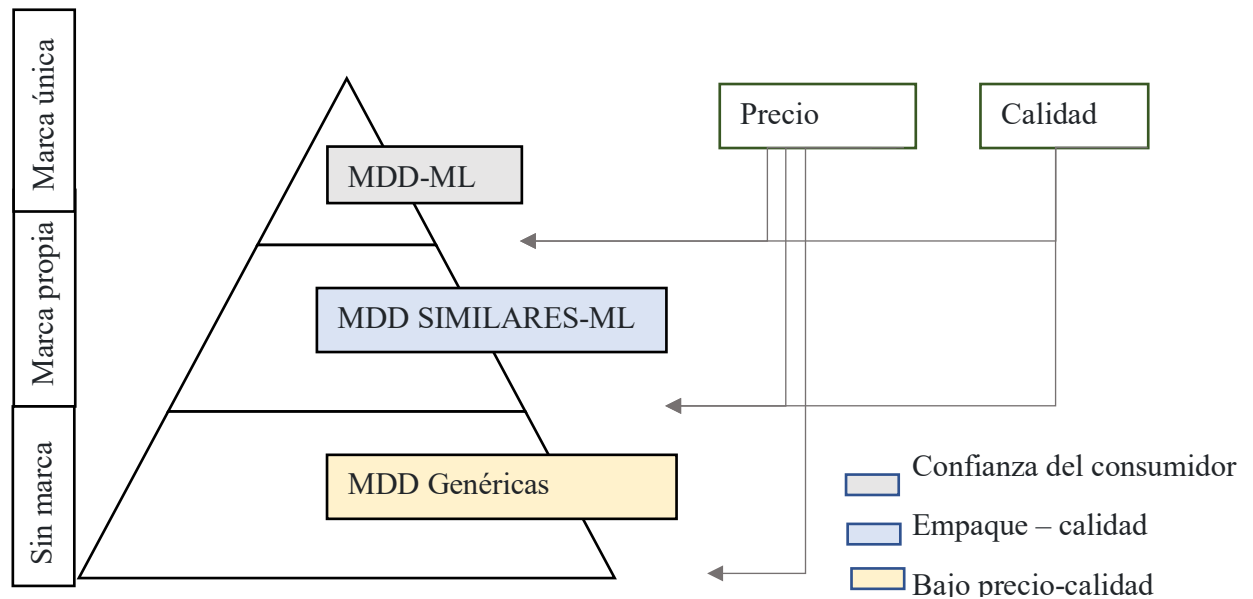 Marca única
Marca propia
Sin marca
Precio
Calidad
MDD-ML
MDD SIMILARES-ML
MDD Genéricas
Confianza del consumidor
Empaque – calidad
Bajo precio-calidad